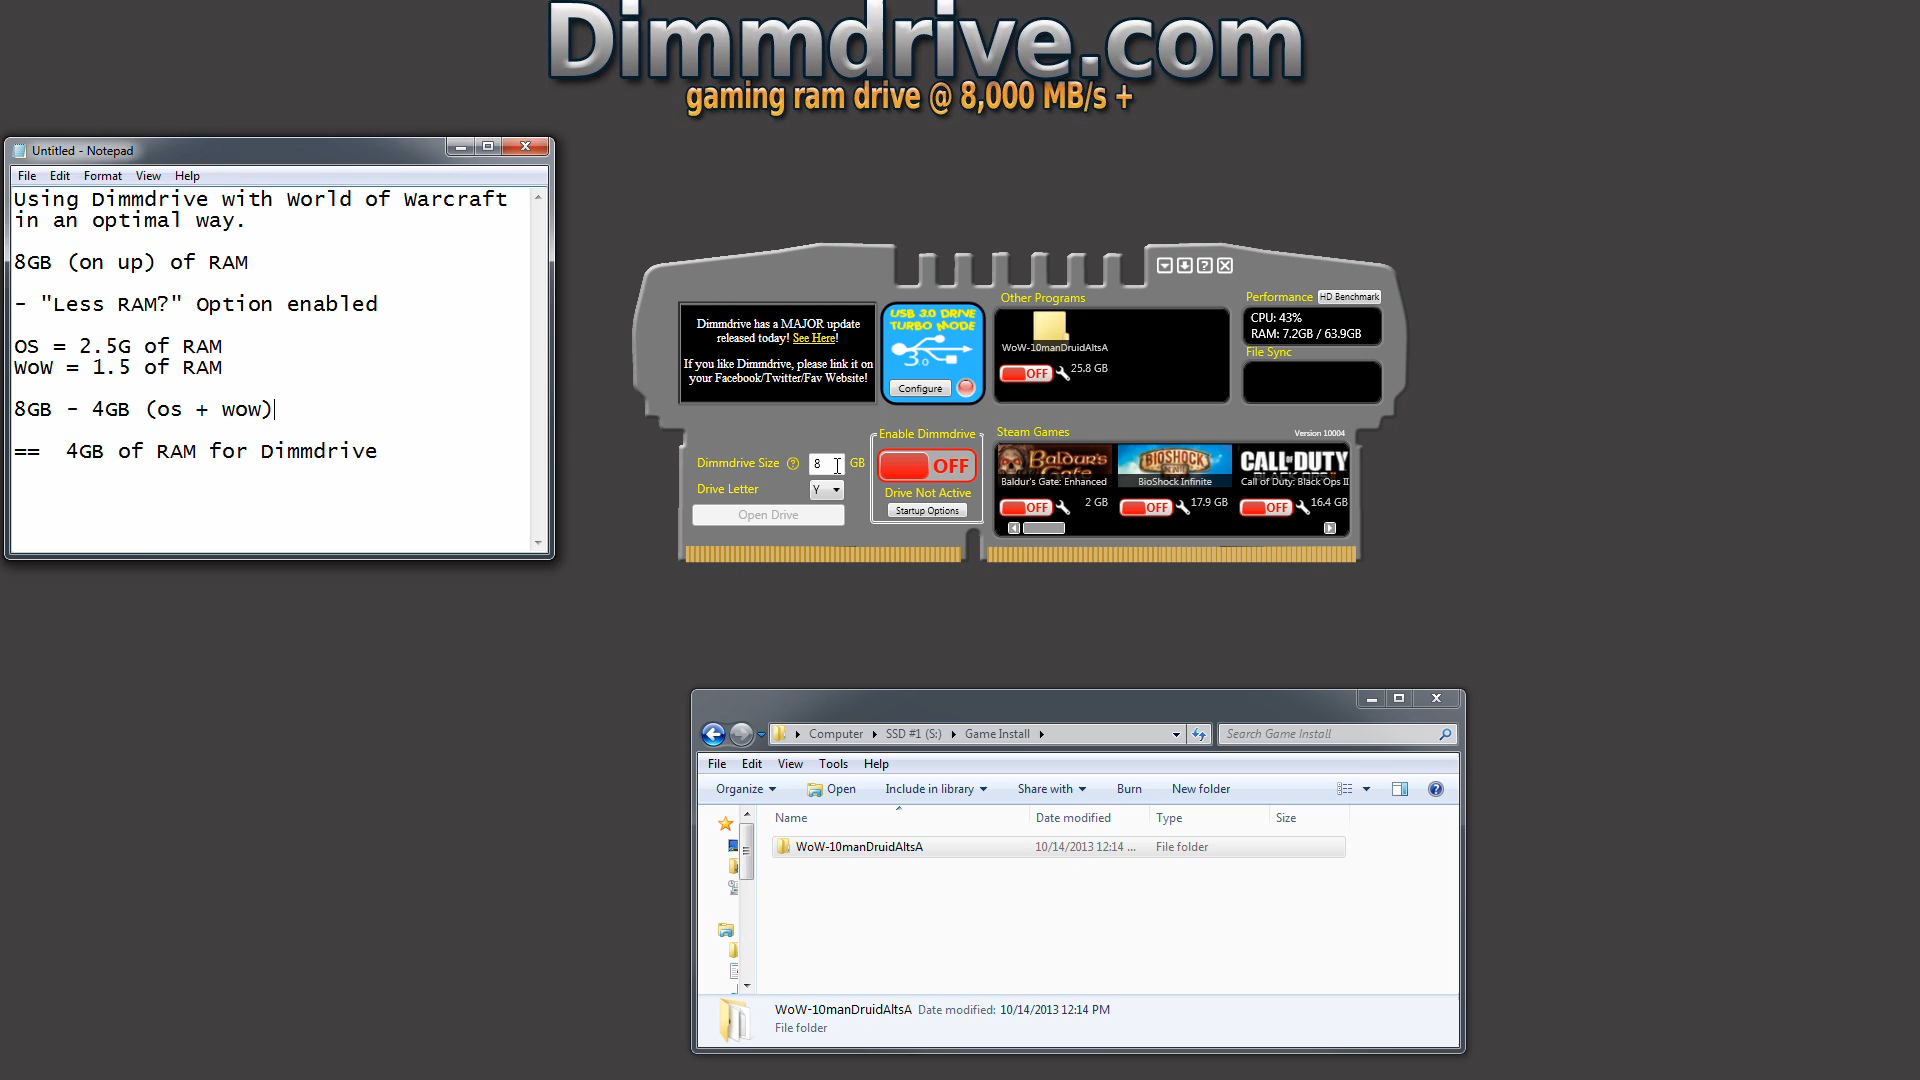 Dimmdrive.com
gaming ram drive @ 8,000 MB/s +
Untitled - Notepad
File Edit Format View Help
Using Dimmdrive with World of Warcraft
in an optimal way.
8GB (on up) of RAM
- "Less RAM?" Option enabled
OS = 2.5G of RAM
WoW = 1.5 of RAM
8GB - 4GB (os + wow)
== 4GB of RAM for Dimmdrive
Dimmdrive has a MAJOR update
released today! See Here!
If you like Dimmdrive, please link it on
your Facebook/Twitter/Fav Website!
USB 3.0 DRIVE
TURBO MODE
3.0
Configure
Other Programs
WoW-10manDruidAltsA
OFF 25.8 GB
Performance HD Benchmark
CPU: 43%
RAM: 7.2GB / 63.9GB
File Sync
Dimmdrive Size ? 8 GB
Drive Letter Y
Open Drive
Enable Dimmdrive
OFF
Drive Not Active
Startup Options
Steam Games Version 10004
Baldur's Gate BIOSHOCK INFINITE CALL OF DUTY
Baldur's Gate: Enhanced BioShock Infinite Call of Duty: Black Ops II
OFF 2 GB OFF 17.9 GB OFF 16.4 GB
Computer SSD #1 (S:) Game Install Search Game Install
File Edit View Tools Help
Organize Open Include in library Share with Burn New folder
Name Date modified Type Size
WoW-10manDruidAltsA 10/14/2013 12:14 ... File folder
WoW-10manDruidAltsA Date modified: 10/14/2013 12:14 PM
File folder